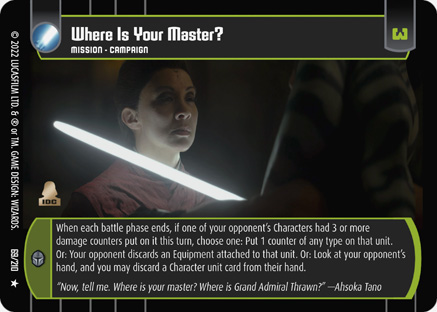 Where Is Your Master?
MISSION • CAMPAIGN
3
© 2022 LUCASFILM LTD. & ® or TM. GAME DESIGN: WIZARDS.
IDC
When each battle phase ends, if one of your opponent's Characters had 3 or more
damage counters put on it this turn, choose one: Put 1 counter of any type on that unit.
Or: Your opponent discards an Equipment attached to that unit. Or: Look at your opponent's
hand, and you may discard a Character unit card from their hand.
"Now, tell me. Where is your master? Where is Grand Admiral Thrawn?" —Ahsoka Tano